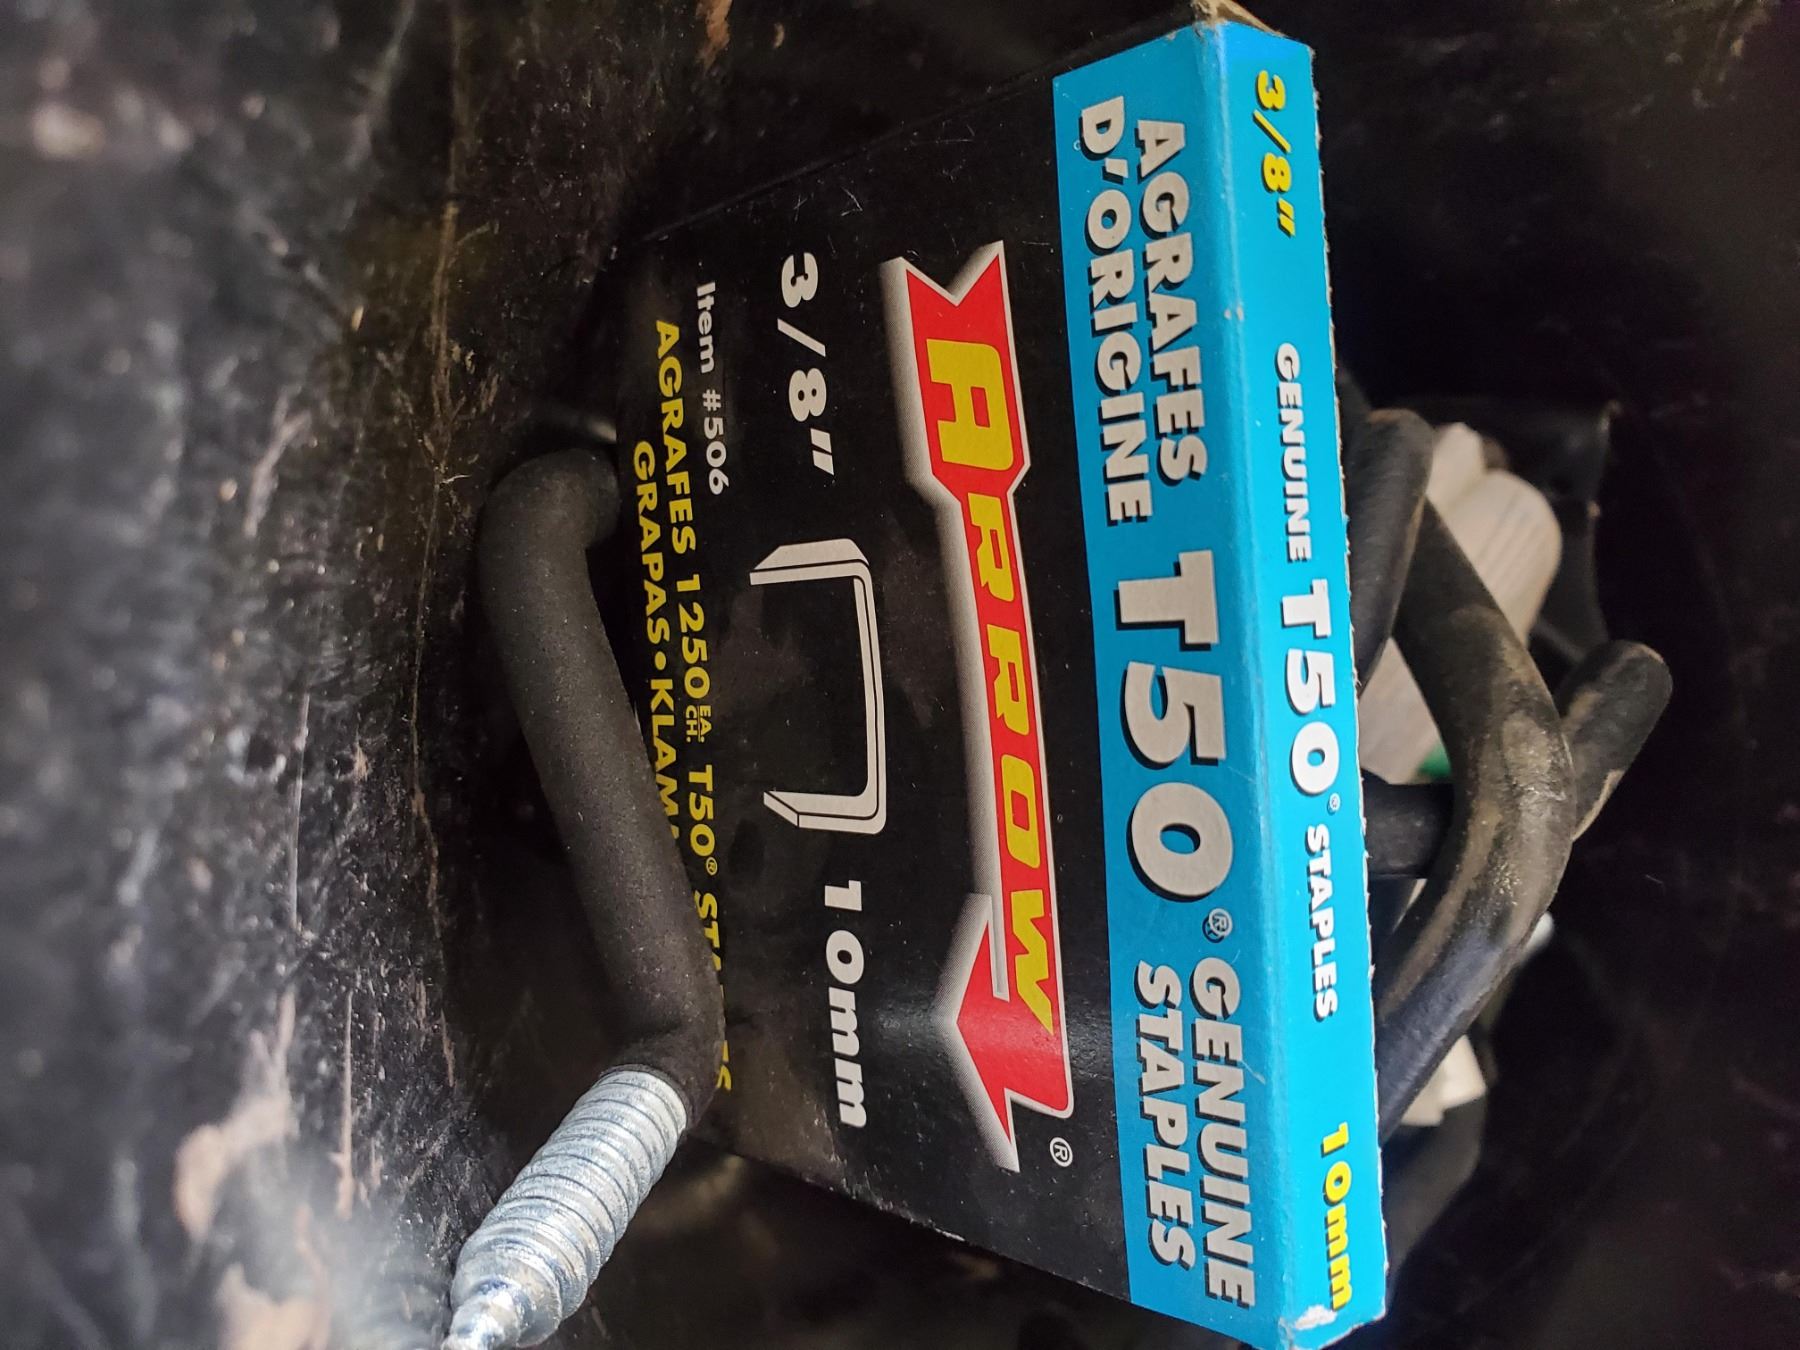 3/8" GENUINE T50® STAPLES 10mm
AGRAFES
D'ORIGINE T50® GENUINE
STAPLES
ARROW®
3/8" 10mm
Item #506
AGRAFES 1250 EA. CH. T50®
GRAPAS•